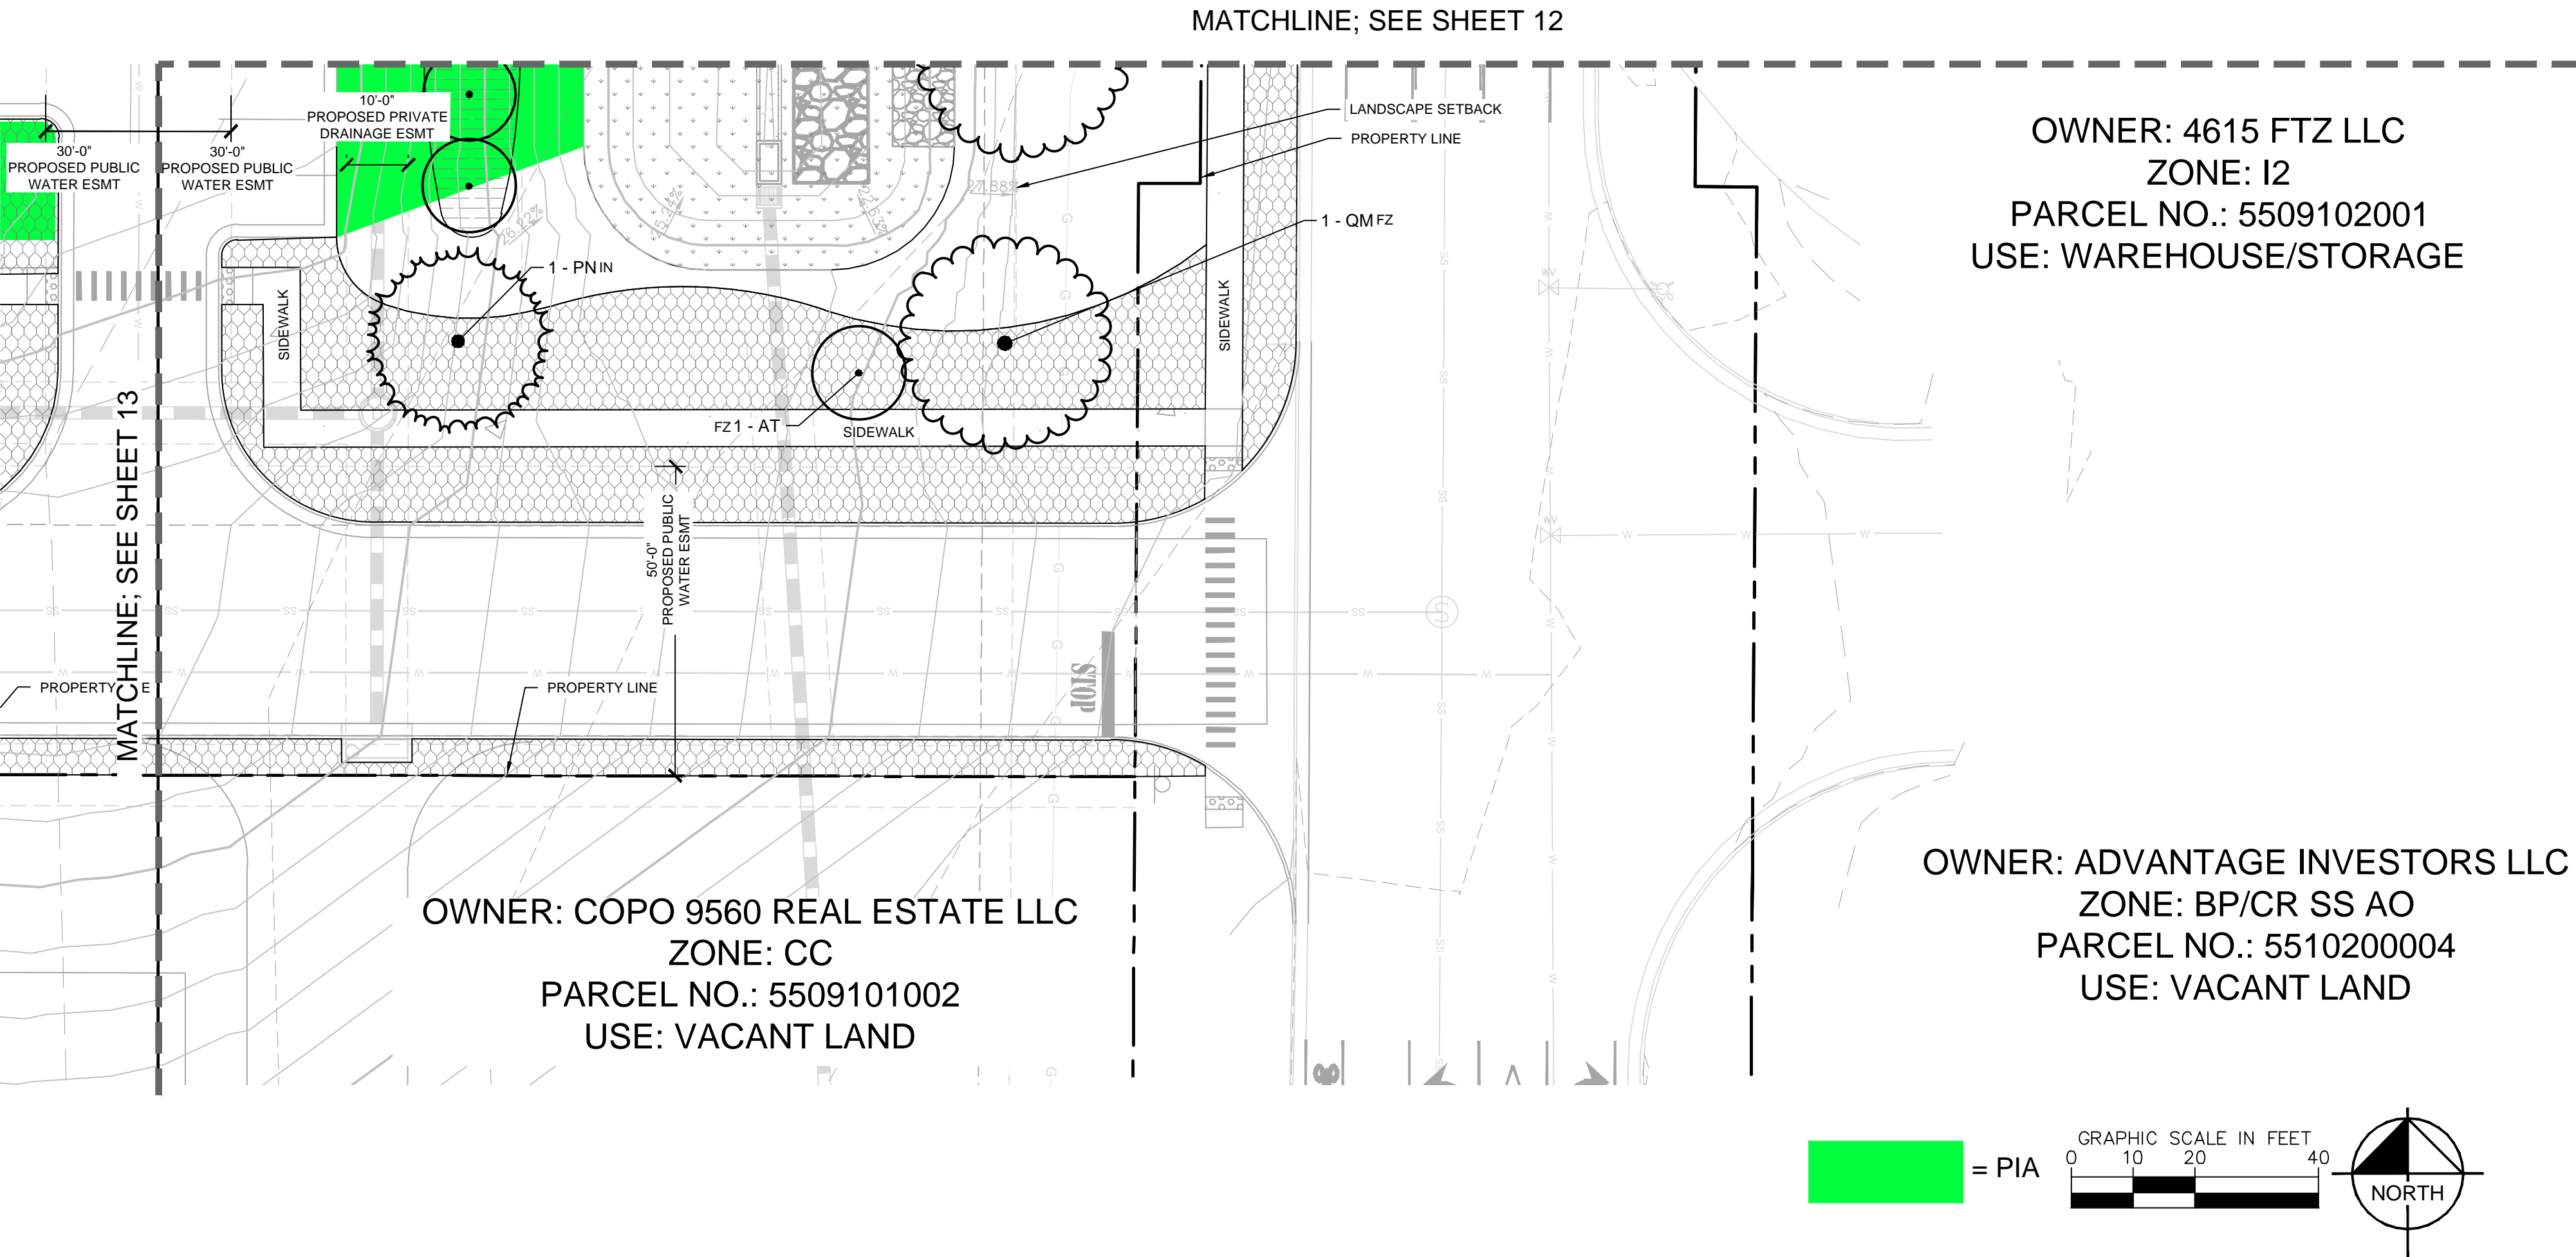 MATCHLINE; SEE SHEET 12
10'-0"
PROPOSED PRIVATE
DRAINAGE ESMT
30'-0"
PROPOSED PUBLIC
WATER ESMT
30'-0"
PROPOSED PUBLIC
WATER ESMT
LANDSCAPE SETBACK
PROPERTY LINE
27.88%
26.22%
1 - QM FZ
1 - PN IN
SIDEWALK
SIDEWALK
FZ 1 - AT
SIDEWALK
MATCHLINE; SEE SHEET 13
50'-0"
PROPOSED PUBLIC
WATER ESMT
PROPERTY
E
PROPERTY LINE
STOP
OWNER: 4615 FTZ LLC
ZONE: I2
PARCEL NO.: 5509102001
USE: WAREHOUSE/STORAGE
OWNER: COPO 9560 REAL ESTATE LLC
ZONE: CC
PARCEL NO.: 5509101002
USE: VACANT LAND
OWNER: ADVANTAGE INVESTORS LLC
ZONE: BP/CR SS AO
PARCEL NO.: 5510200004
USE: VACANT LAND
= PIA
GRAPHIC SCALE IN FEET
0 10 20 40
NORTH